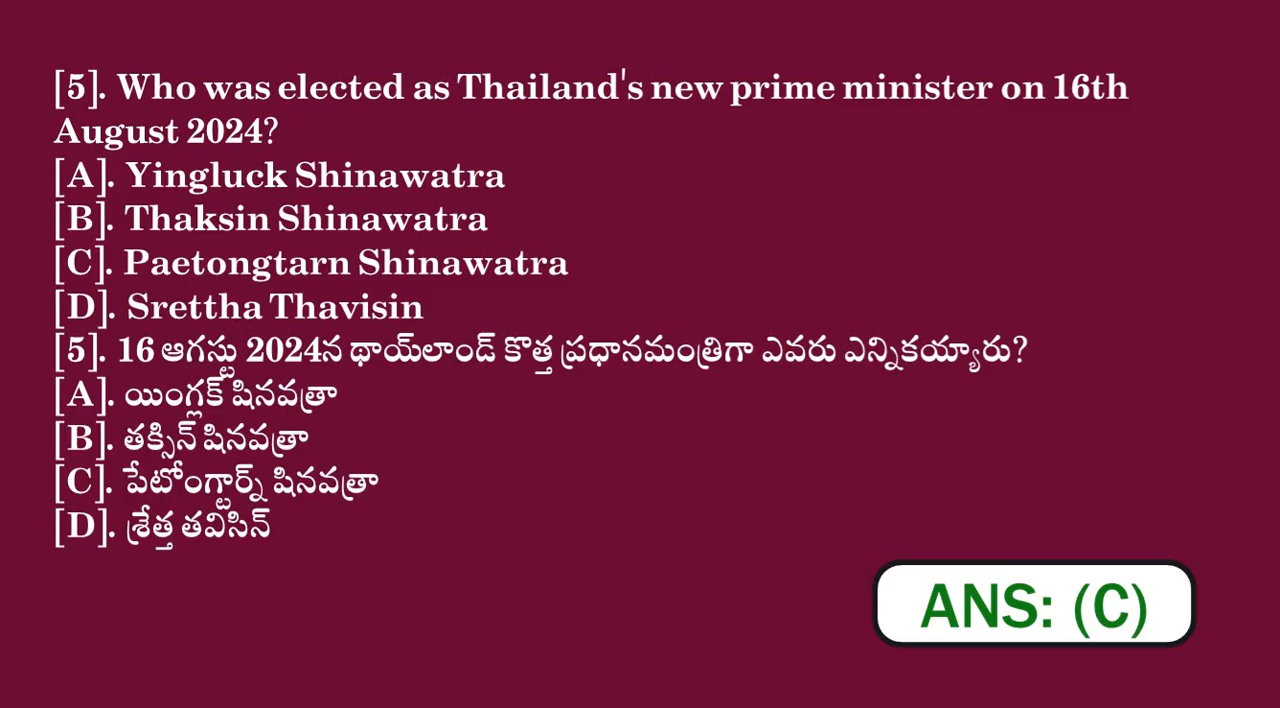 [5]. Who was elected as Thailand's new prime minister on 16th
August 2024?
[A]. Yingluck Shinawatra
[B]. Thaksin Shinawatra
[C]. Paetongtarn Shinawatra
[D]. Srettha Thavisin
[5]. 16 ఆగస్టు 2024న థాయ్‌లాండ్ కొత్త ప్రధానమంత్రిగా ఎవరు ఎన్నికయ్యారు?
[A]. యింగ్లక్ షినవత్రా
[B]. తక్సిన్ షినవత్రా
[C]. పేటోంగ్టార్న్ షినవత్రా
[D]. శ్రేత్త తవిసిన్
ANS: (C)